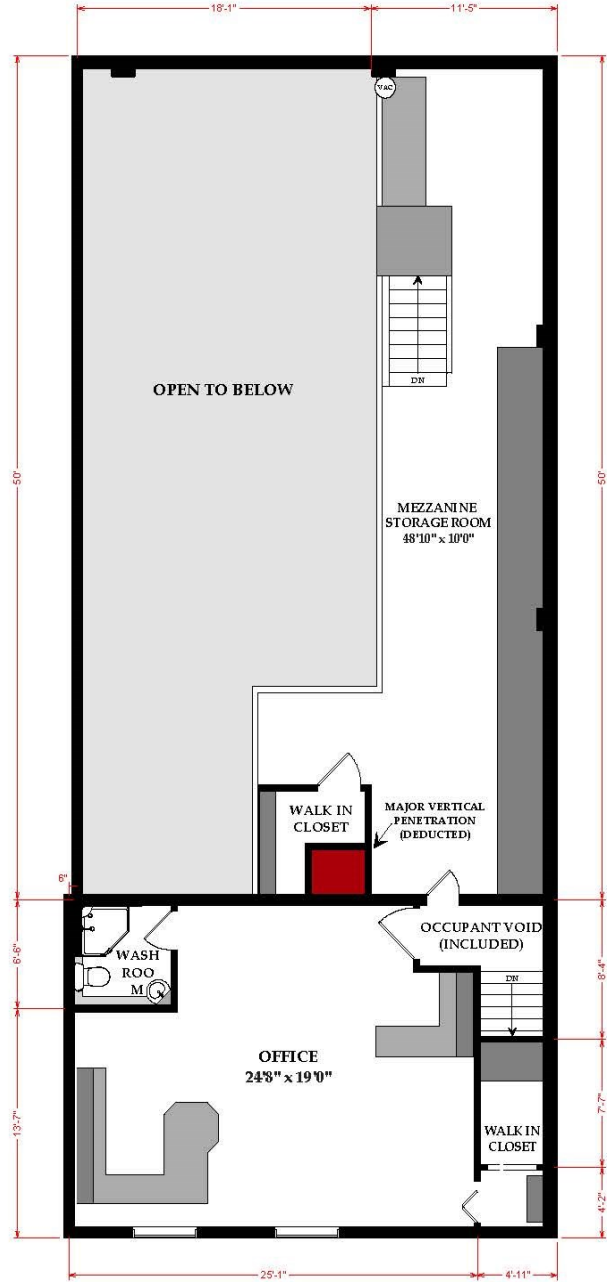 18'-1"
11'-5"
VAC
DN
OPEN TO BELOW
50'
50'
MEZZANINE
STORAGE ROOM
48'10" x 10'0"
WALK IN
CLOSET
MAJOR VERTICAL
PENETRATION
(DEDUCTED)
6"
OCCUPANT VOID
(INCLUDED)
WASH
ROO
M
6'-6"
8'-4"
DN
OFFICE
24'8" x 19'0"
13'-7"
7'-7"
WALK IN
CLOSET
4'-2"
25'-1"
4'-11"